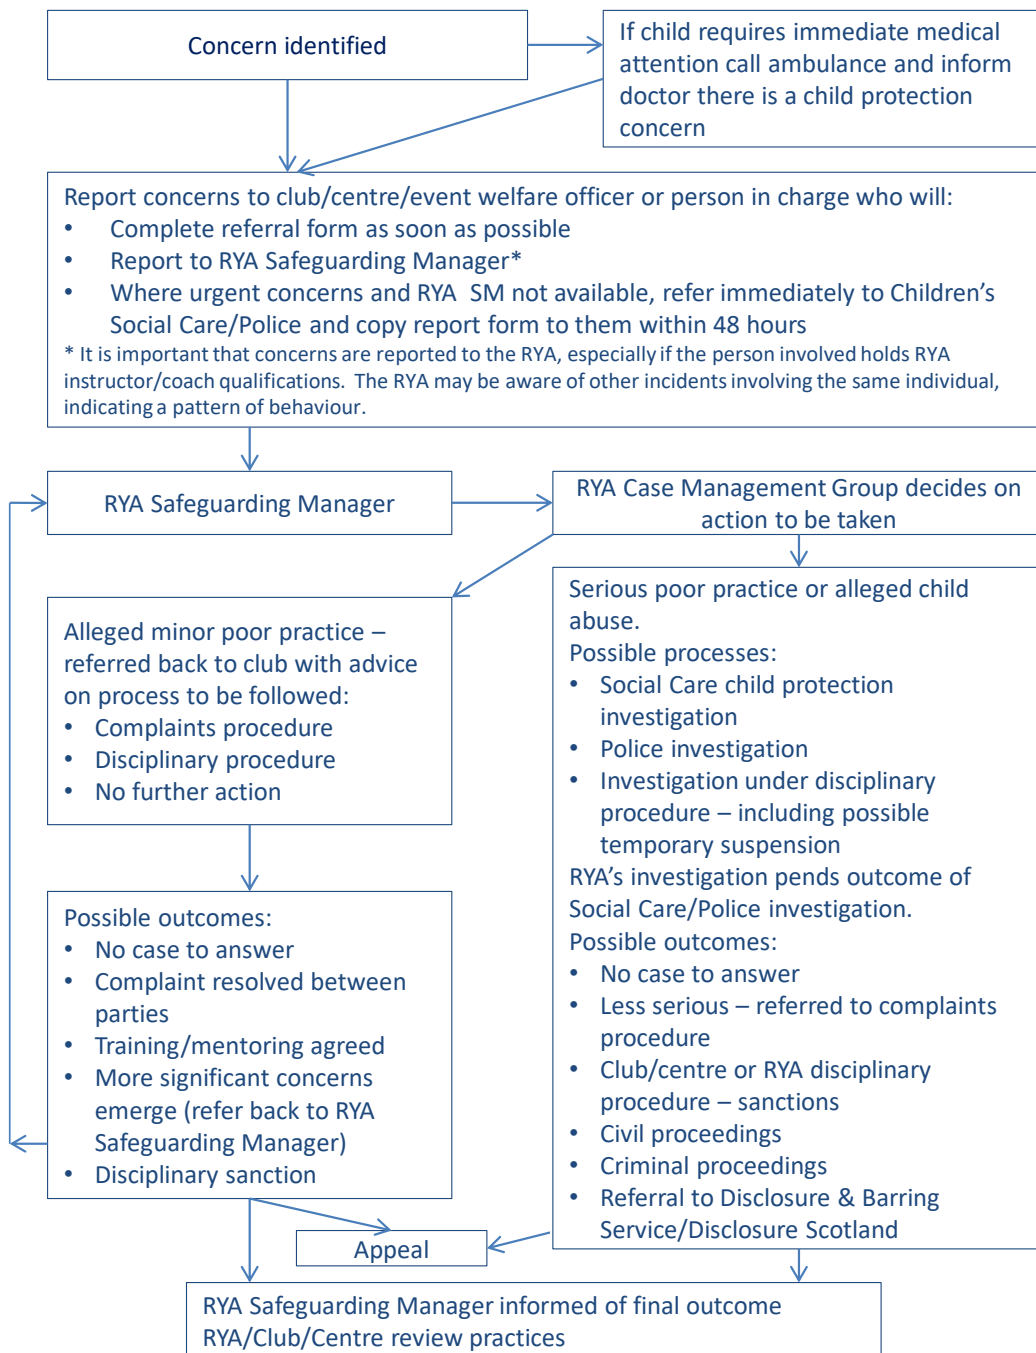 Concern identified
If child requires immediate medical
attention call ambulance and inform
doctor there is a child protection
concern
Report concerns to club/centre/event welfare officer or person in charge who will:
• Complete referral form as soon as possible
• Report to RYA Safeguarding Manager*
• Where urgent concerns and RYA SM not available, refer immediately to Children's
Social Care/Police and copy report form to them within 48 hours
* It is important that concerns are reported to the RYA, especially if the person involved holds RYA
instructor/coach qualifications. The RYA may be aware of other incidents involving the same individual,
indicating a pattern of behaviour.
RYA Safeguarding Manager
RYA Case Management Group decides on
action to be taken
Alleged minor poor practice –
referred back to club with advice
on process to be followed:
• Complaints procedure
• Disciplinary procedure
• No further action
Serious poor practice or alleged child
abuse.
Possible processes:
• Social Care child protection
investigation
• Police investigation
• Investigation under disciplinary
procedure – including possible
temporary suspension
RYA's investigation pends outcome of
Social Care/Police investigation.
Possible outcomes:
• No case to answer
• Less serious – referred to complaints
procedure
• Club/centre or RYA disciplinary
procedure – sanctions
• Civil proceedings
• Criminal proceedings
• Referral to Disclosure & Barring
Service/Disclosure Scotland
Possible outcomes:
• No case to answer
• Complaint resolved between
parties
• Training/mentoring agreed
• More significant concerns
emerge (refer back to RYA
Safeguarding Manager)
• Disciplinary sanction
Appeal
RYA Safeguarding Manager informed of final outcome
RYA/Club/Centre review practices